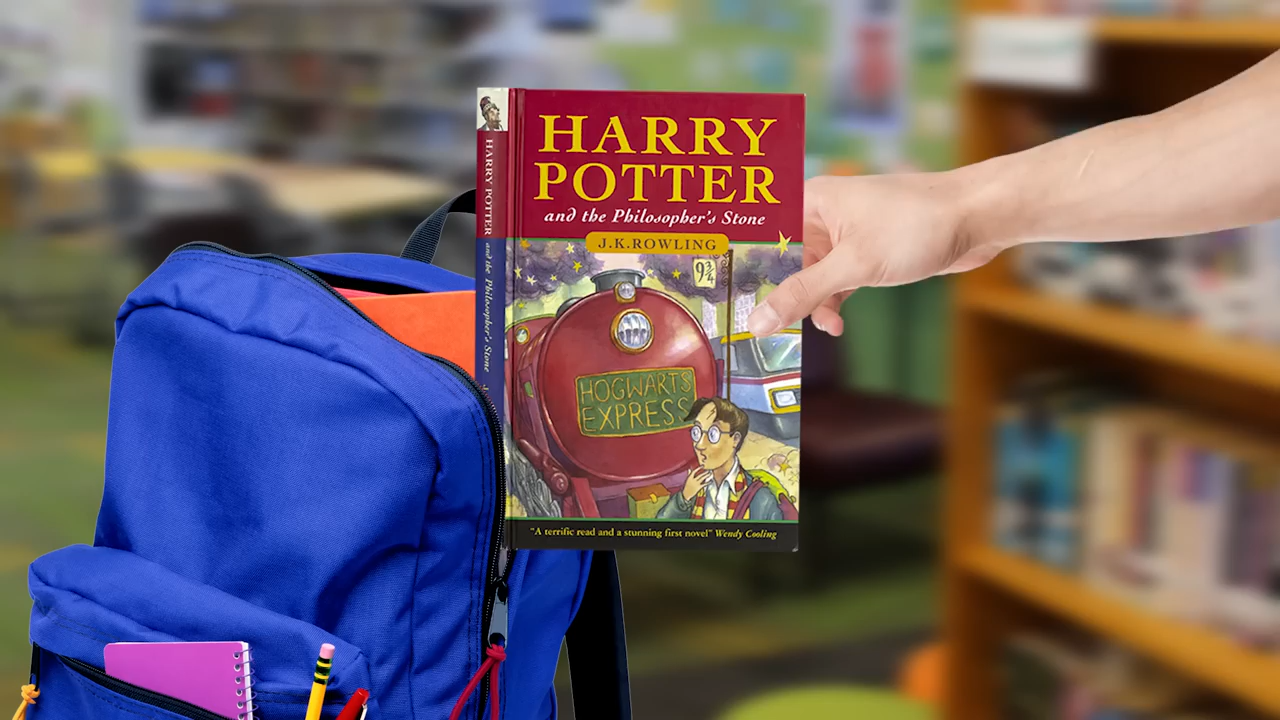 HARRY POTTER and the Philosopher's Stone
HARRY
POTTER
and the Philosopher's Stone
J.K.ROWLING
9¾
HOGWARTS
EXPRESS
"A terrific read and a stunning first novel" Wendy Cooling